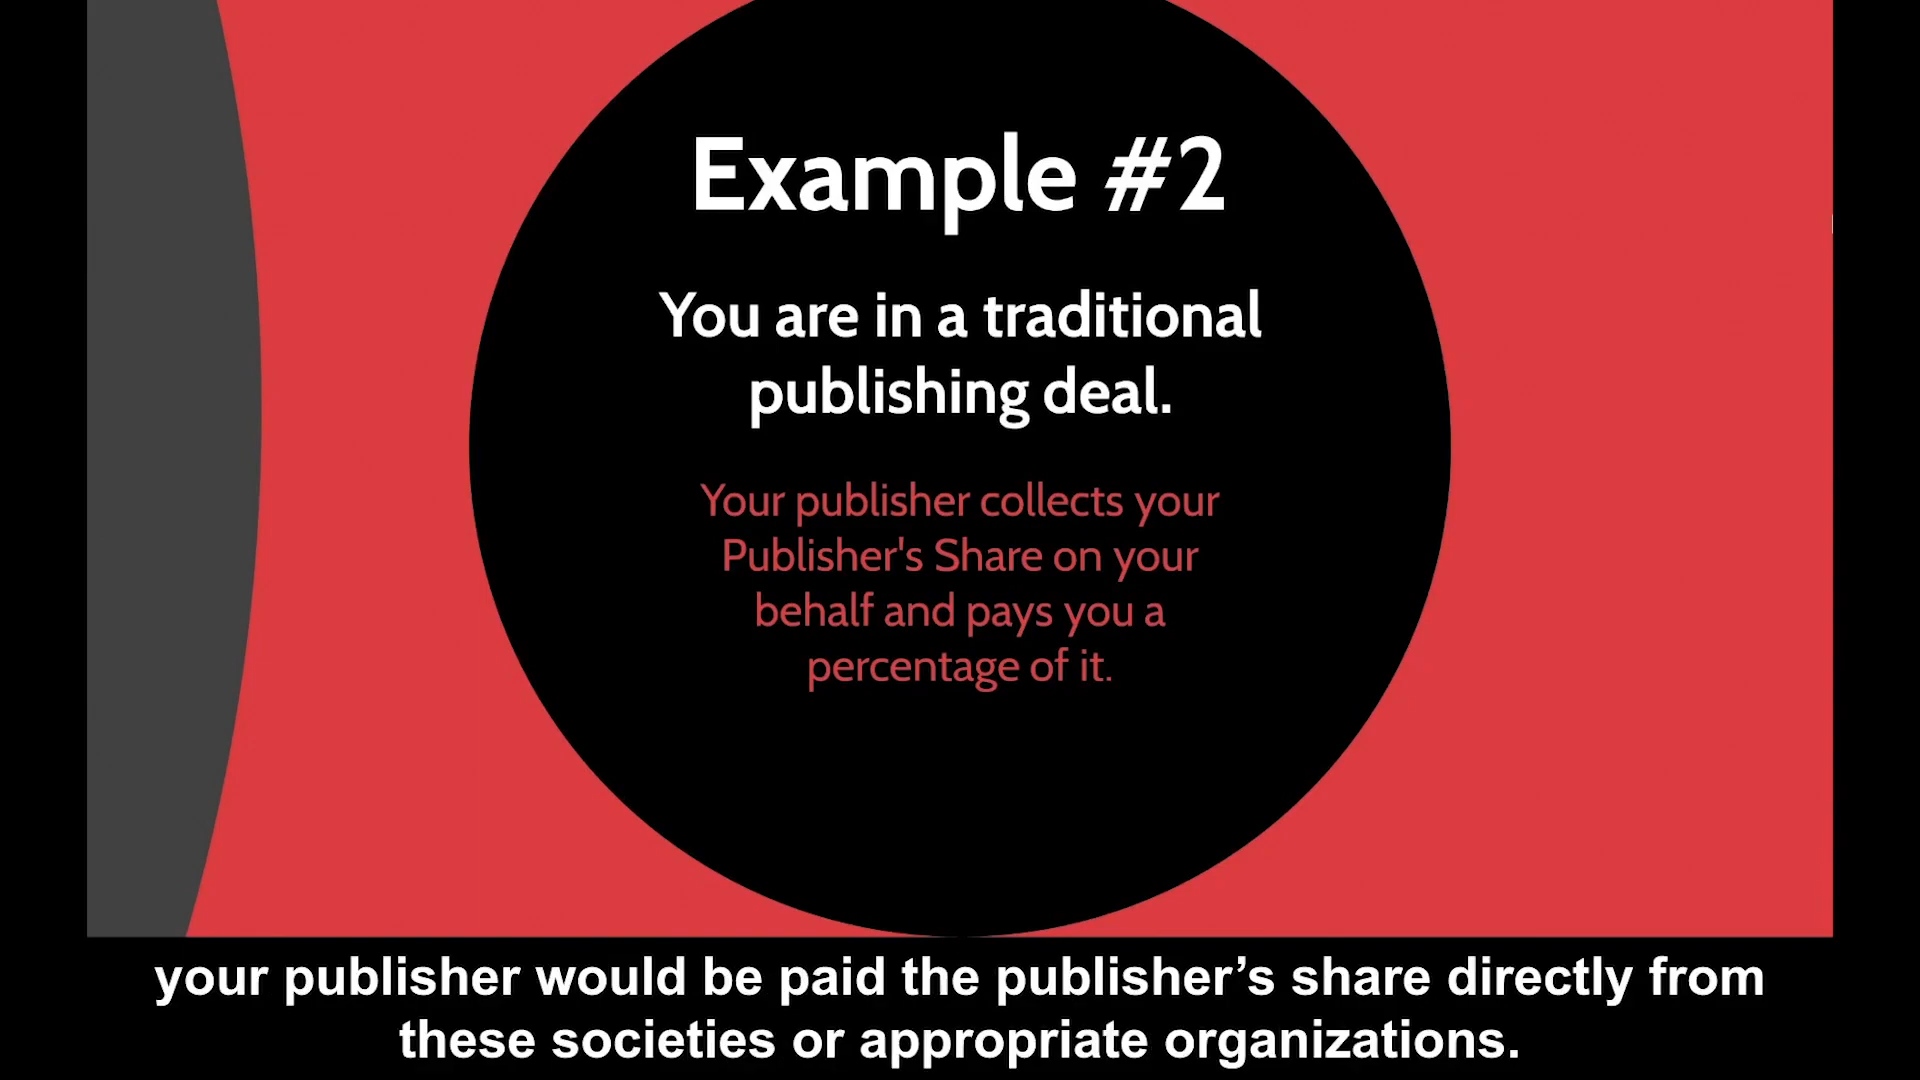 Example #2
You are in a traditional
publishing deal.
Your publisher collects your
Publisher's Share on your
behalf and pays you a
percentage of it.
your publisher would be paid the publisher’s share directly from
these societies or appropriate organizations.